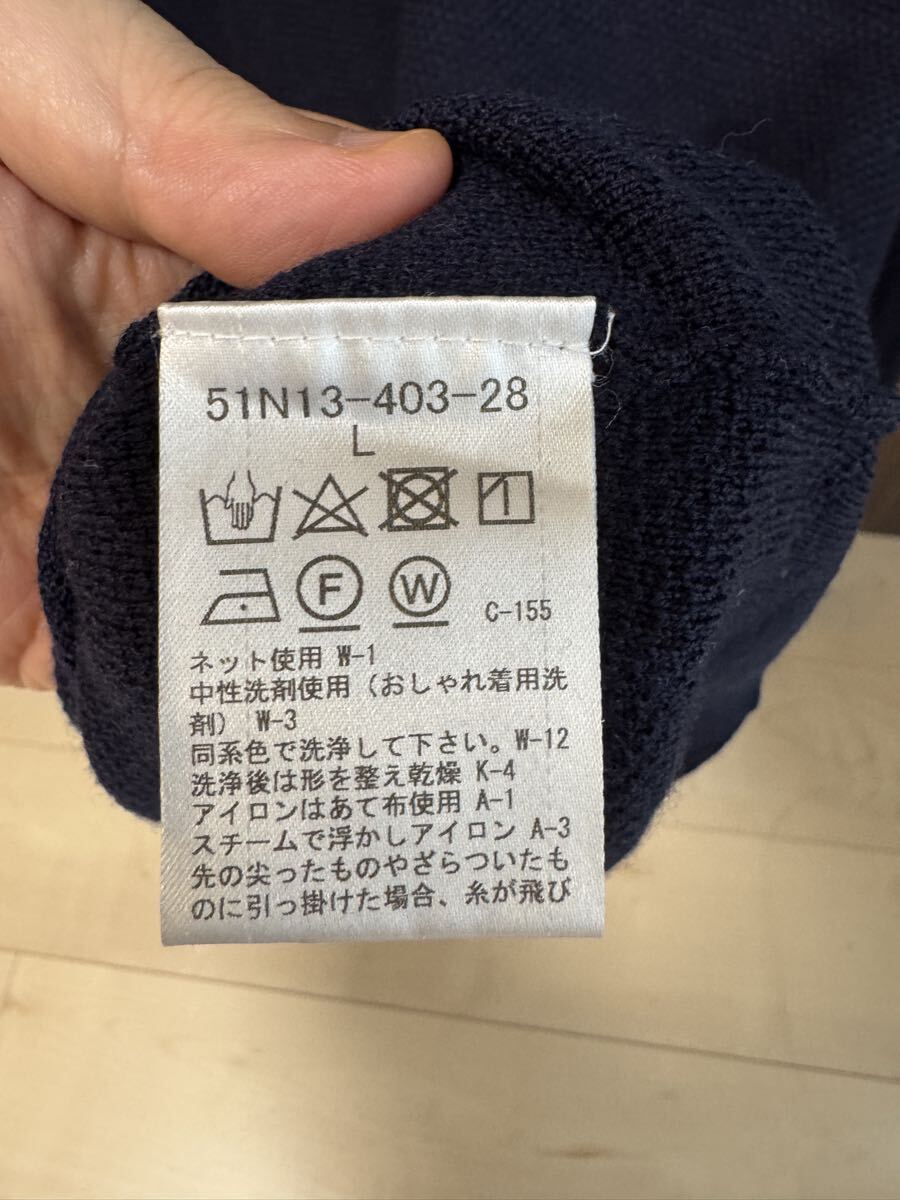 51N13-403-28
L
F W C-155
ネット使用 W-1
中性洗剤使用（おしゃれ着用洗
剤） W-3
同系色で洗浄して下さい。W-12
洗浄後は形を整え乾燥 K-4
アイロンはあて布使用 A-1
スチームで浮かしアイロン A-3
先の尖ったものやざらついたも
のに引っ掛けた場合、糸が飛び